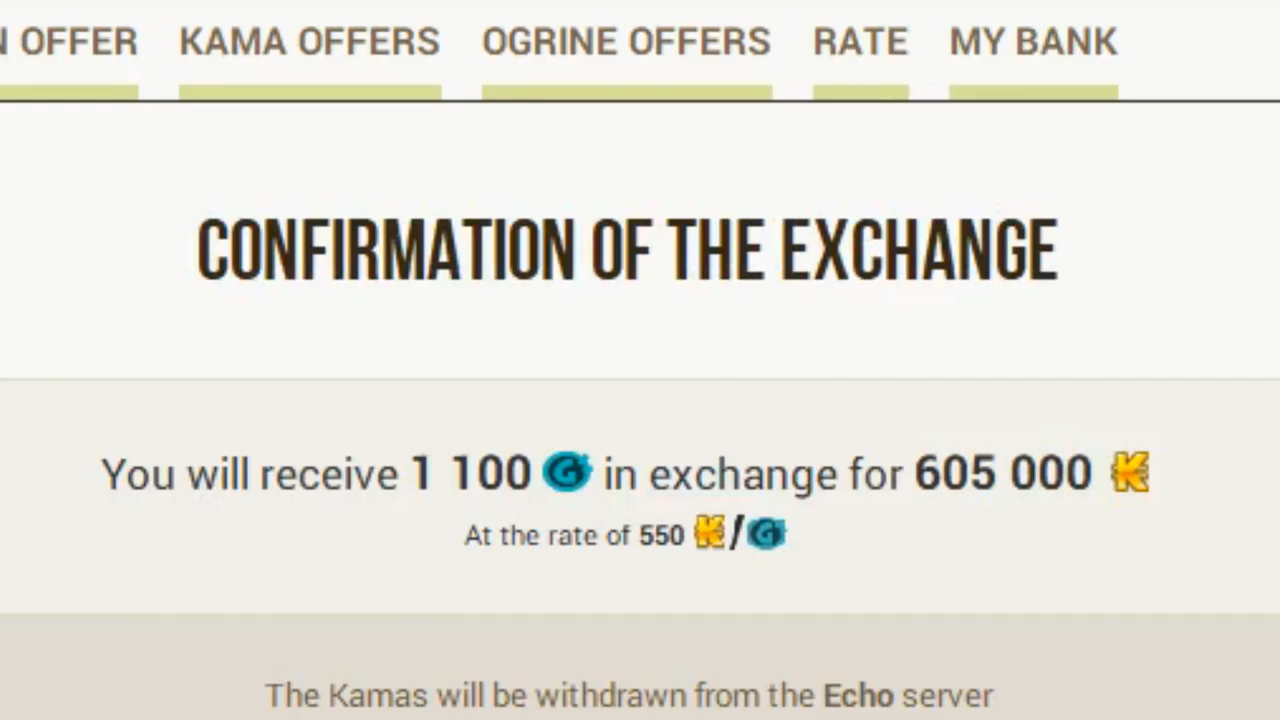 N OFFER KAMA OFFERS OGRINE OFFERS RATE MY BANK
CONFIRMATION OF THE EXCHANGE
You will receive 1 100 in exchange for 605 000
At the rate of 550 /
The Kamas will be withdrawn from the Echo server